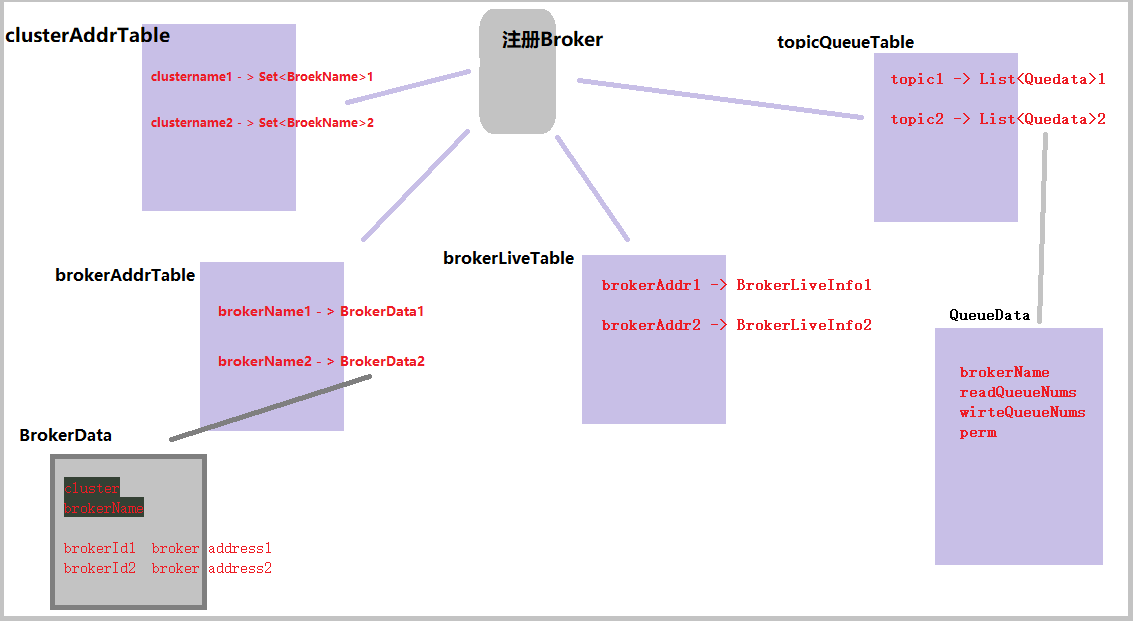 clusterAddrTable
clustername1 - > Set<BroekName>1
clustername2 - > Set<BroekName>2
注册Broker
topicQueueTable
topic1 -> List<Quedata>1
topic2 -> List<Quedata>2
brokerAddrTable
brokerName1 - > BrokerData1
brokerName2 - > BrokerData2
brokerLiveTable
brokerAddr1 -> BrokerLiveInfo1
brokerAddr2 -> BrokerLiveInfo2
QueueData
brokerName
readQueueNums
wirteQueueNums
perm
BrokerData
cluster
brokerName
brokerId1 broker address1
brokerId2 broker address2